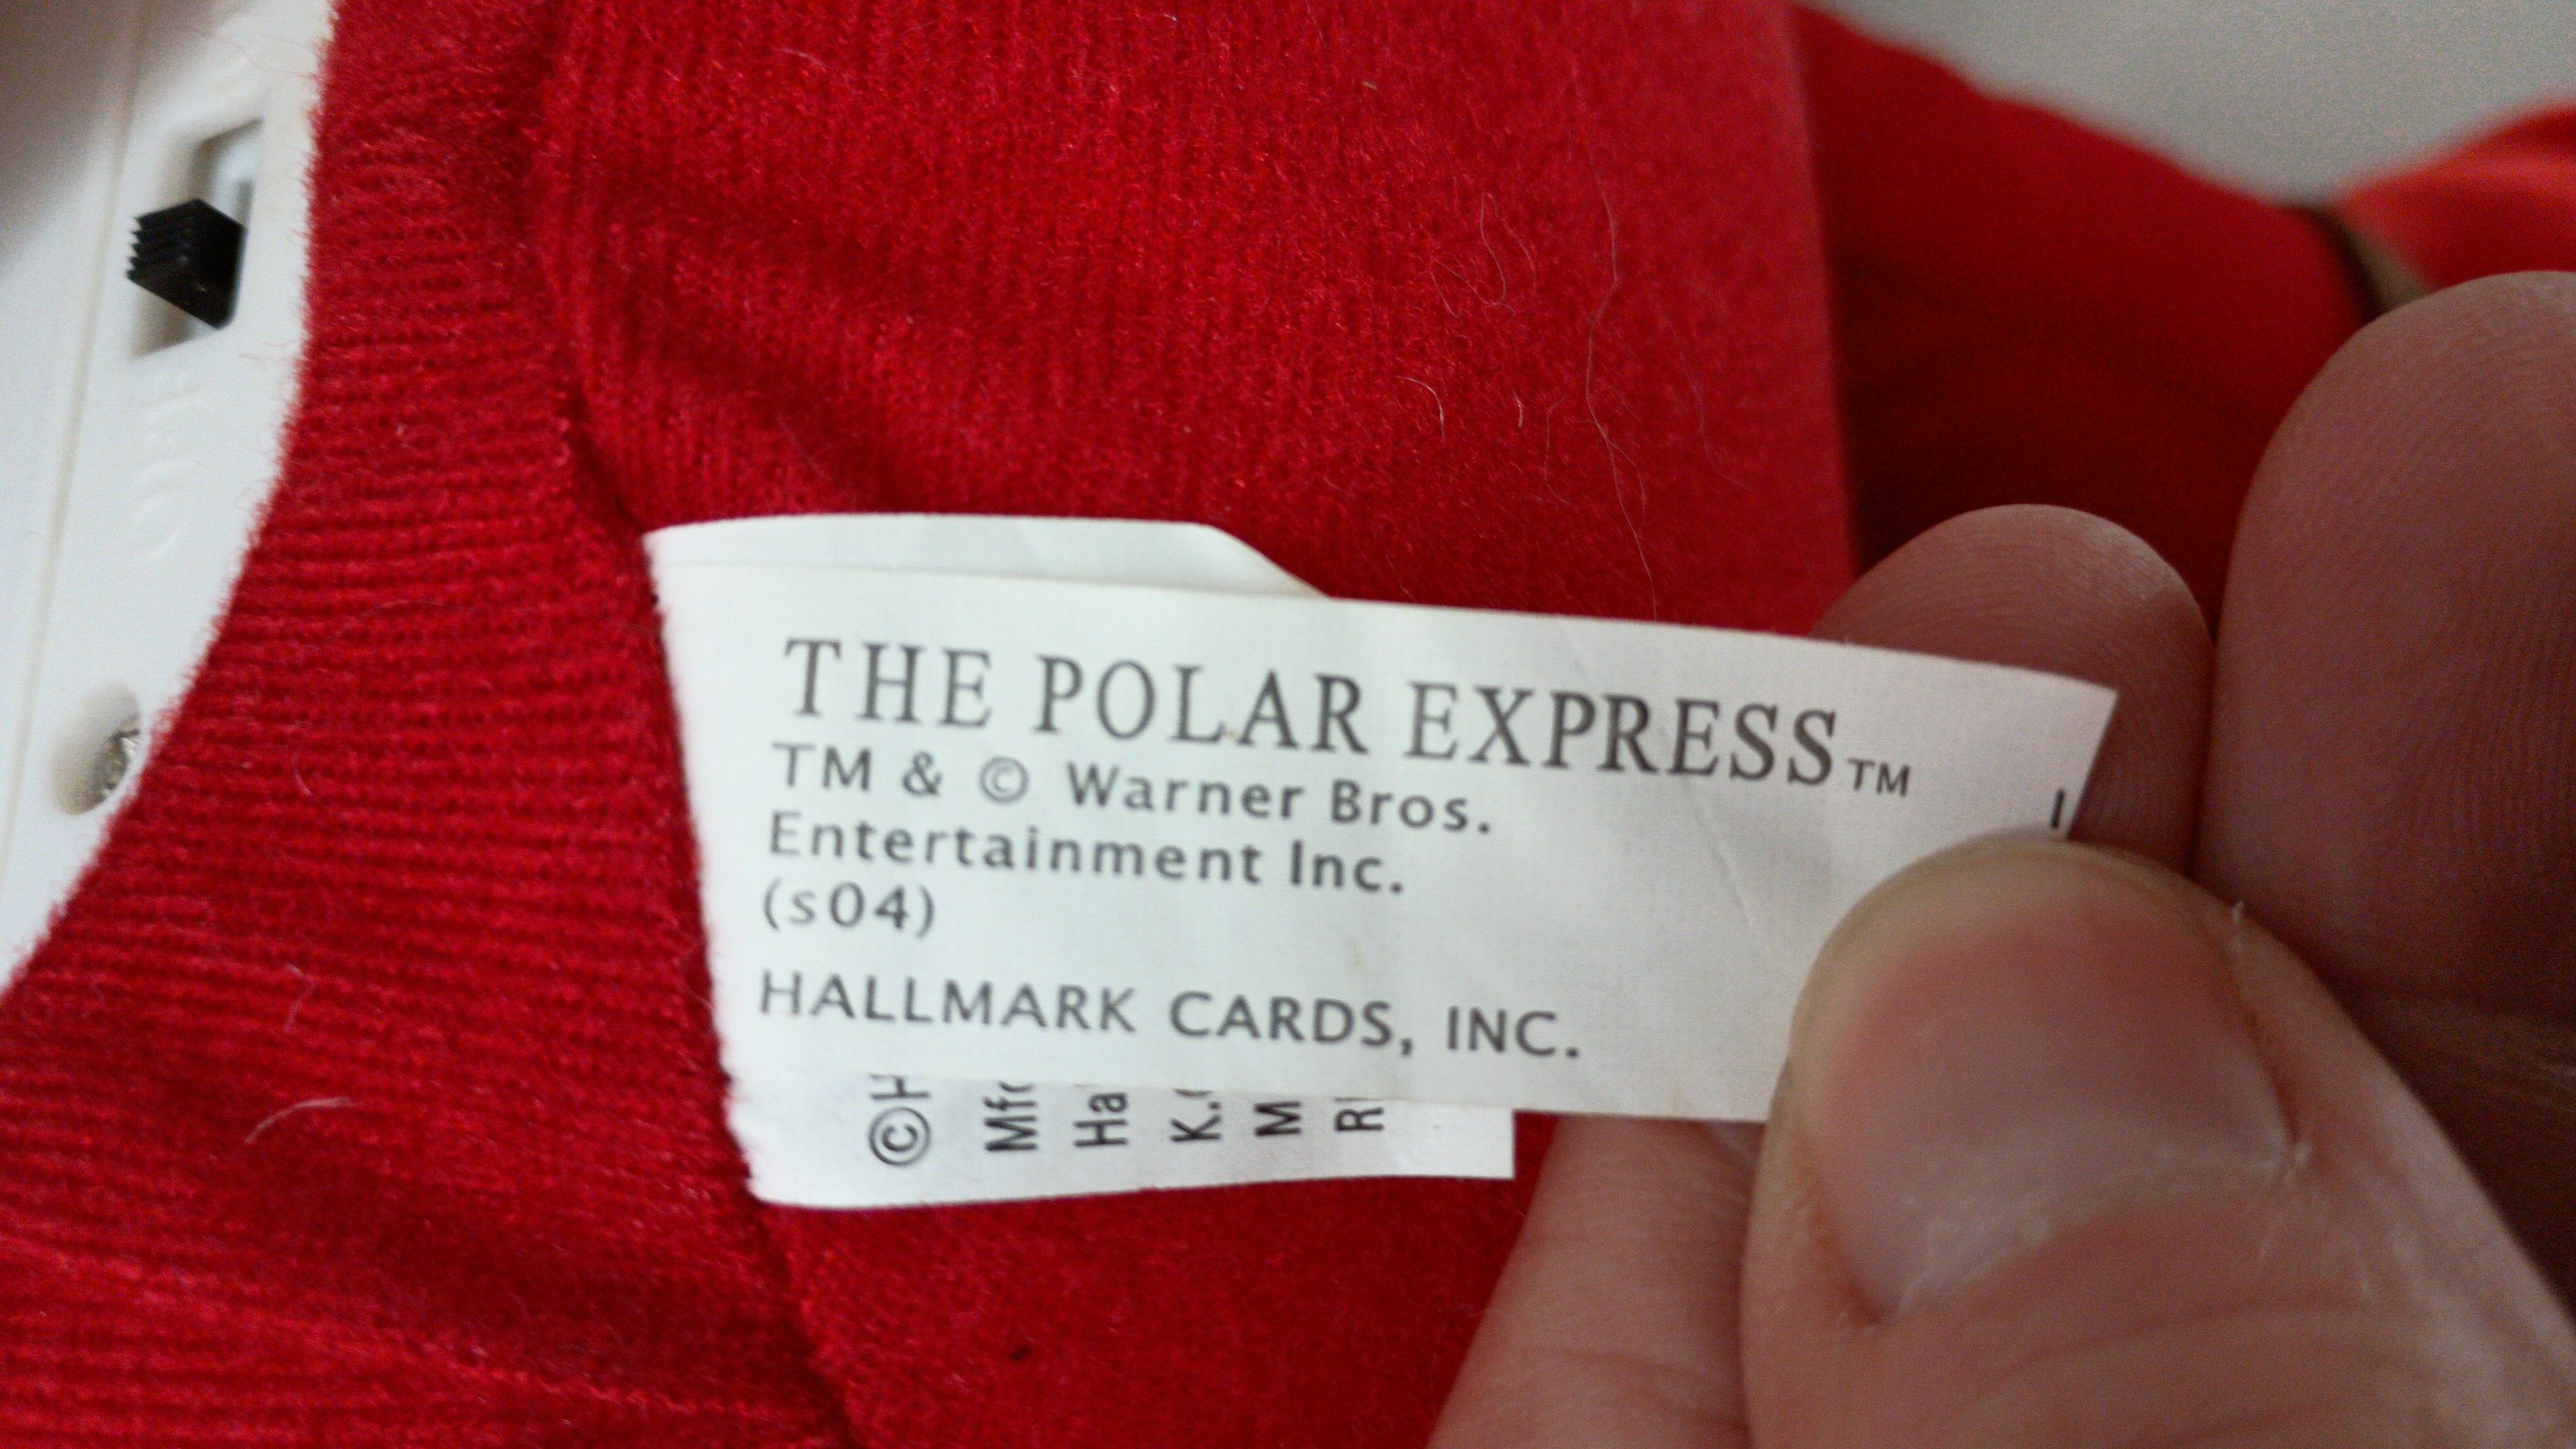 THE POLAR EXPRESS™
TM & © Warner Bros.
Entertainment Inc.
(s04)
HALLMARK CARDS, INC.